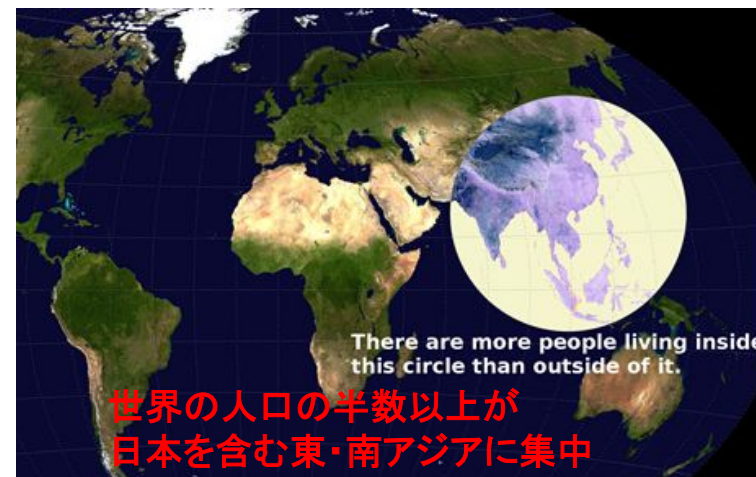 There are more people living inside
this circle than outside of it.
世界の人口の半数以上が
日本を含む東・南アジアに集中